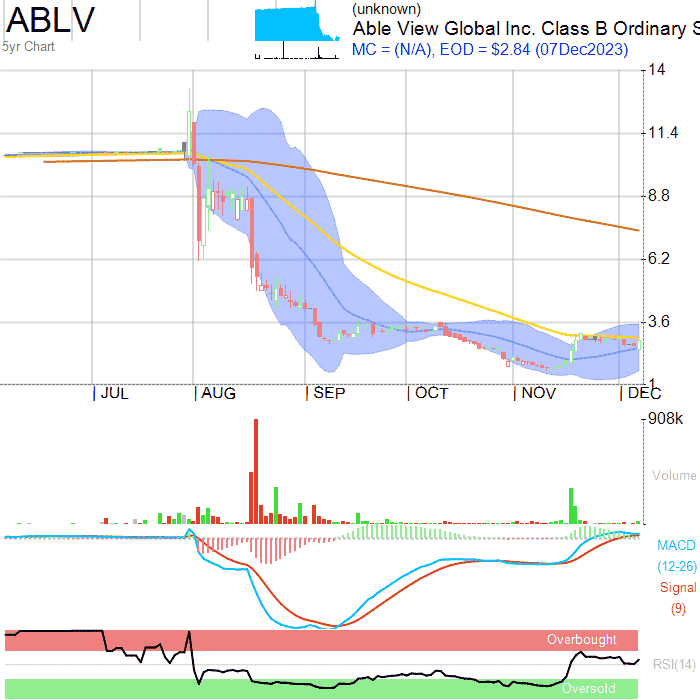 ABLV
5yr Chart
(unknown)
Able View Global Inc. Class B Ordinary S
MC = (N/A), EOD = $2.84 (07Dec2023)
14
11.4
8.8
6.2
3.6
1
JUL AUG SEP OCT NOV DEC
908k
Volume
MACD
(12-26)
Signal
(9)
Overbought
RSI(14)
Oversold